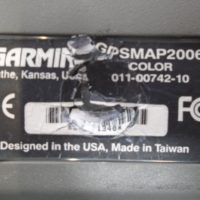 GARMIN GPSMAP2006
COLOR
the, Kansas, U 011-00742-10
CE FC
Designed in the USA, Made in Taiwan